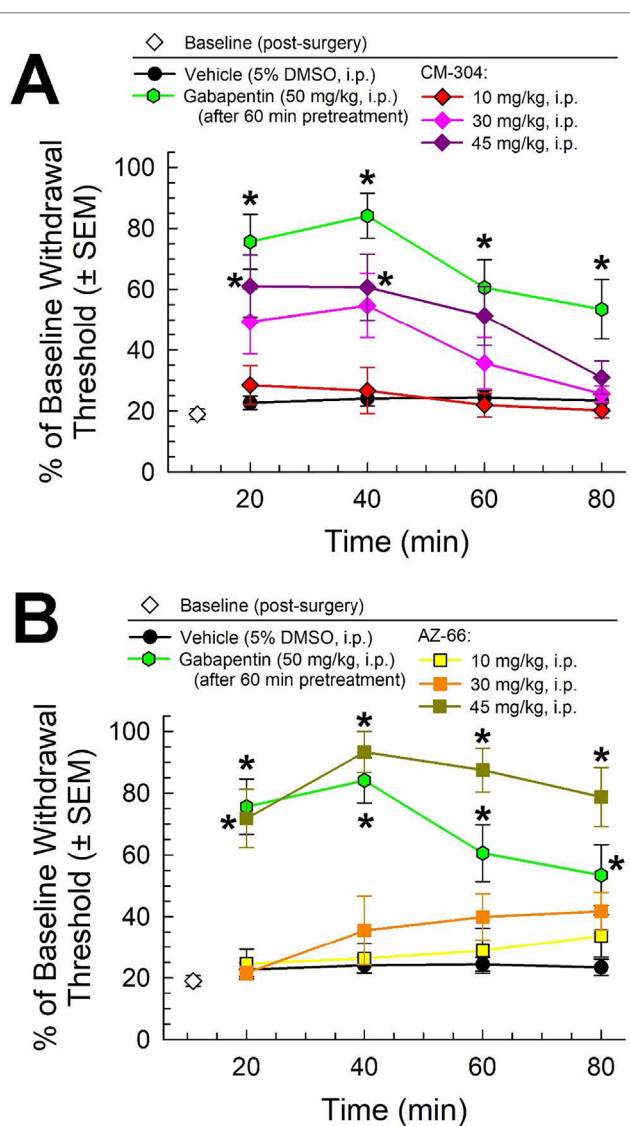 A
Baseline (post-surgery)
Vehicle (5% DMSO, i.p.)
Gabapentin (50 mg/kg, i.p.)
(after 60 min pretreatment)
CM-304:
10 mg/kg, i.p.
30 mg/kg, i.p.
45 mg/kg, i.p.
% of Baseline Withdrawal
Threshold (± SEM)
100
80
60
40
20
0
* * * *
* *
20 40 60 80
Time (min)
B
Baseline (post-surgery)
Vehicle (5% DMSO, i.p.)
Gabapentin (50 mg/kg, i.p.)
(after 60 min pretreatment)
AZ-66:
10 mg/kg, i.p.
30 mg/kg, i.p.
45 mg/kg, i.p.
% of Baseline Withdrawal
Threshold (± SEM)
100
80
60
40
20
0
* * * *
* * * *
20 40 60 80
Time (min)